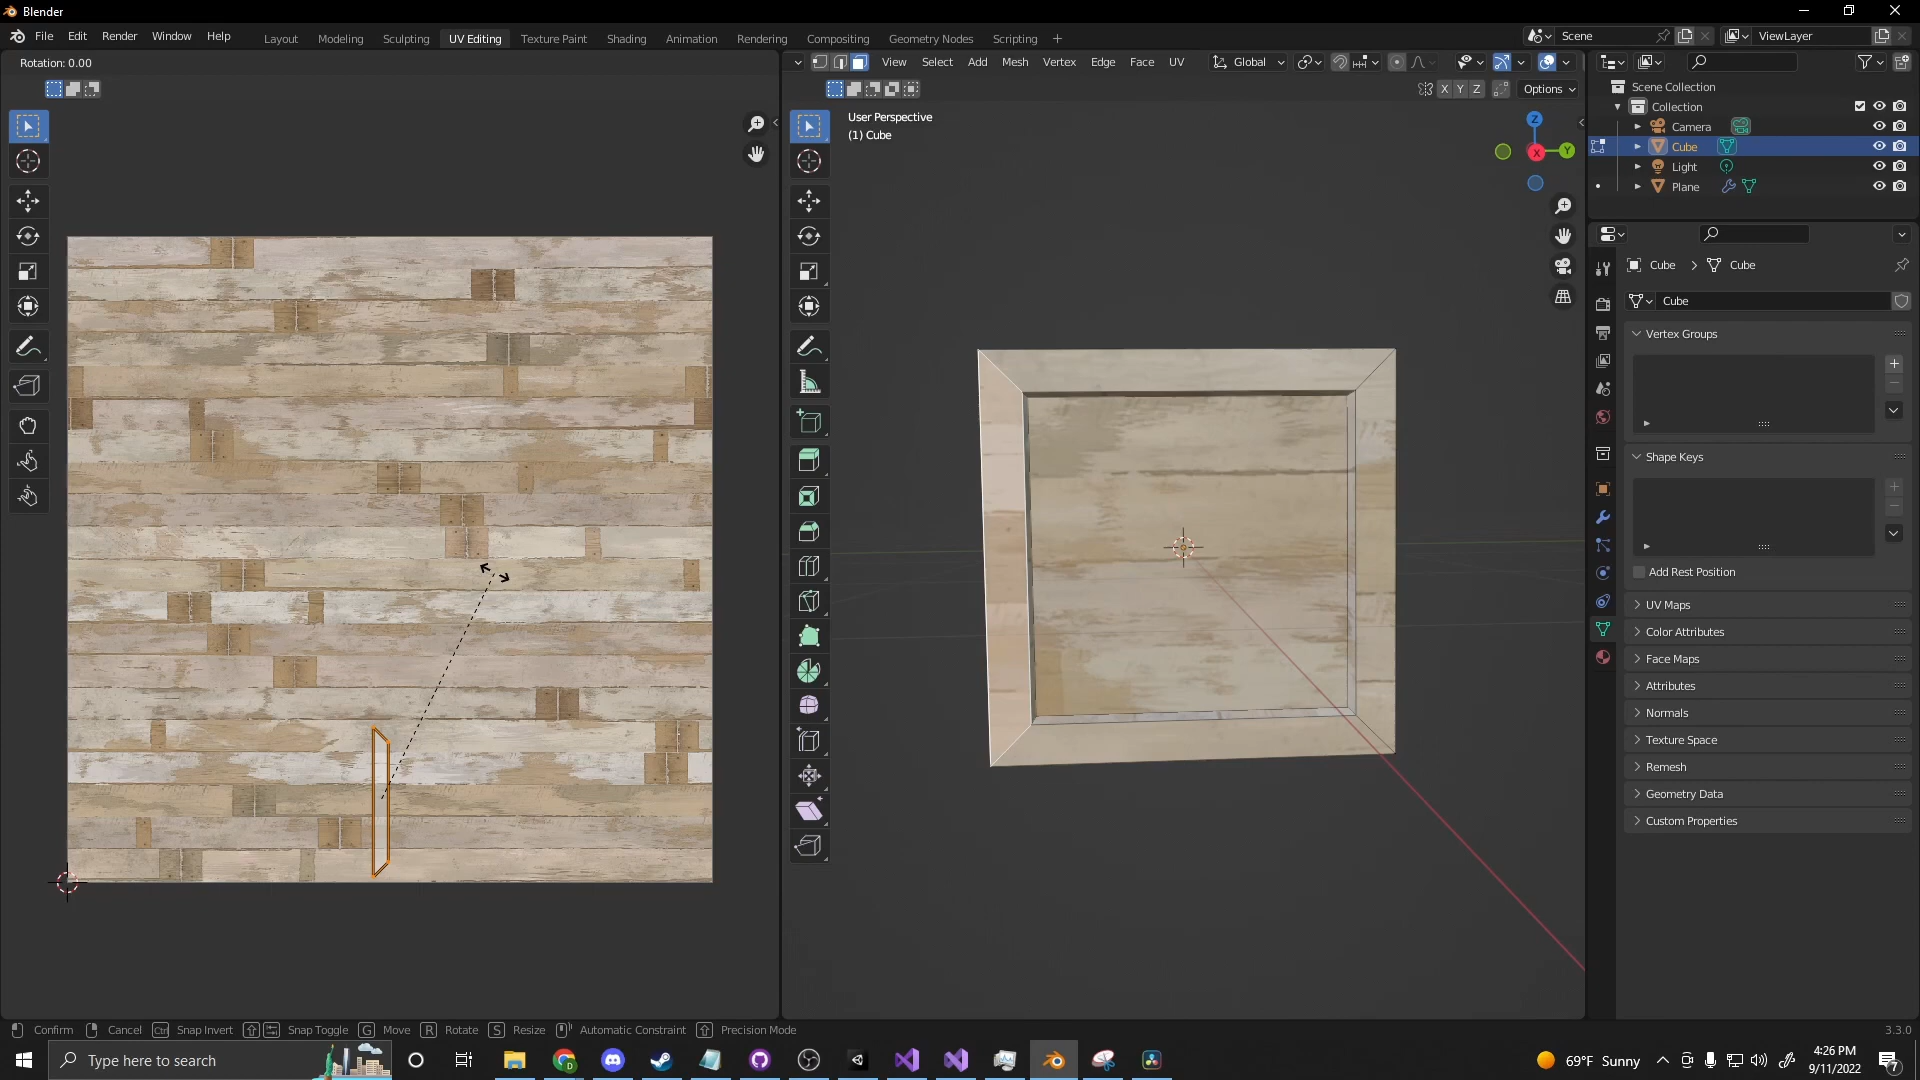 Blender
File Edit Render Window Help
Layout Modeling Sculpting UV Editing Texture Paint Shading Animation Rendering Compositing Geometry Nodes Scripting
Scene
ViewLayer
Rotation: 0.00
View Select Add Mesh Vertex Edge Face UV
Global
X Y Z
Options
User Perspective
(1) Cube
Z
X
Y
Scene Collection
Collection
Camera
Cube
Light
Plane
Cube Cube
Cube
Vertex Groups
Shape Keys
Add Rest Position
UV Maps
Color Attributes
Face Maps
Attributes
Normals
Texture Space
Remesh
Geometry Data
Custom Properties
Confirm Cancel Ctrl Snap Invert Snap Toggle G Move R Rotate S Resize Automatic Constraint Precision Mode
3.3.0
Type here to search
69°F Sunny
4:26 PM
9/11/2022
7